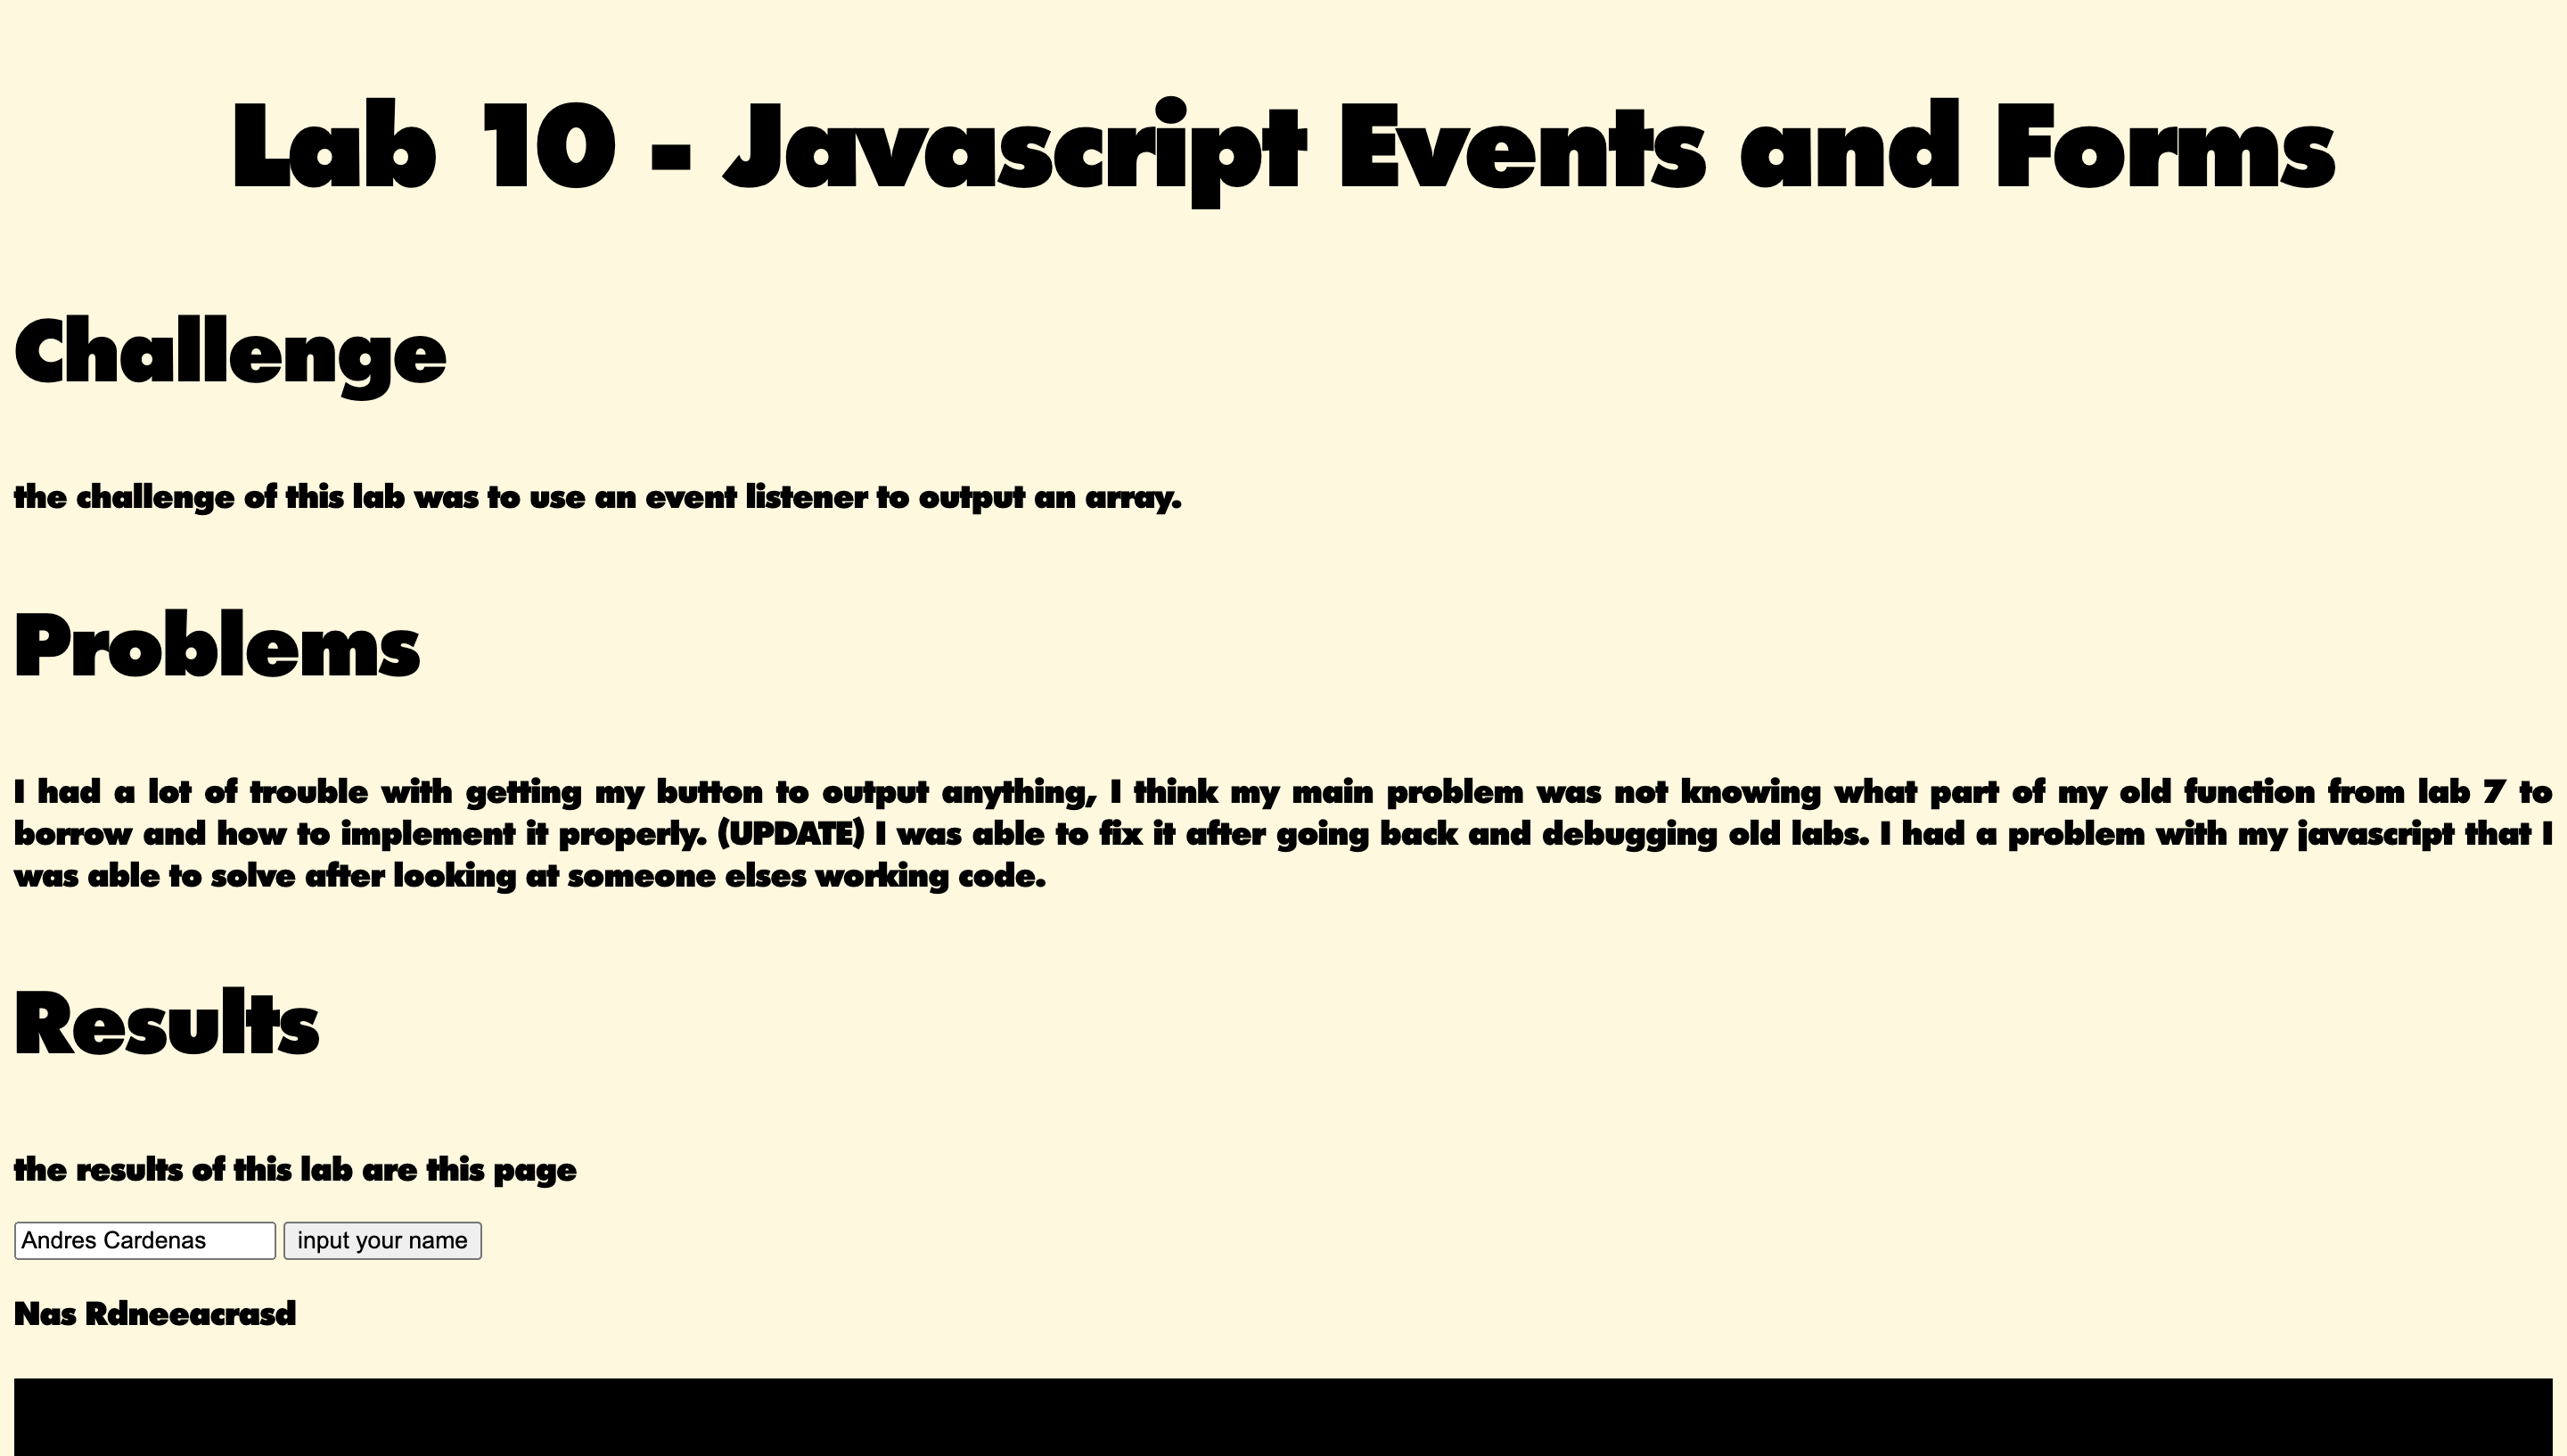 Lab 10 - Javascript Events and Forms
Challenge
the challenge of this lab was to use an event listener to output an array.
Problems
I had a lot of trouble with getting my button to output anything, I think my main problem was not knowing what part of my old function from lab 7 to
borrow and how to implement it properly. (UPDATE) I was able to fix it after going back and debugging old labs. I had a problem with my javascript that I
was able to solve after looking at someone elses working code.
Results
the results of this lab are this page
Andres Cardenas input your name
Nas Rdneeacrasd